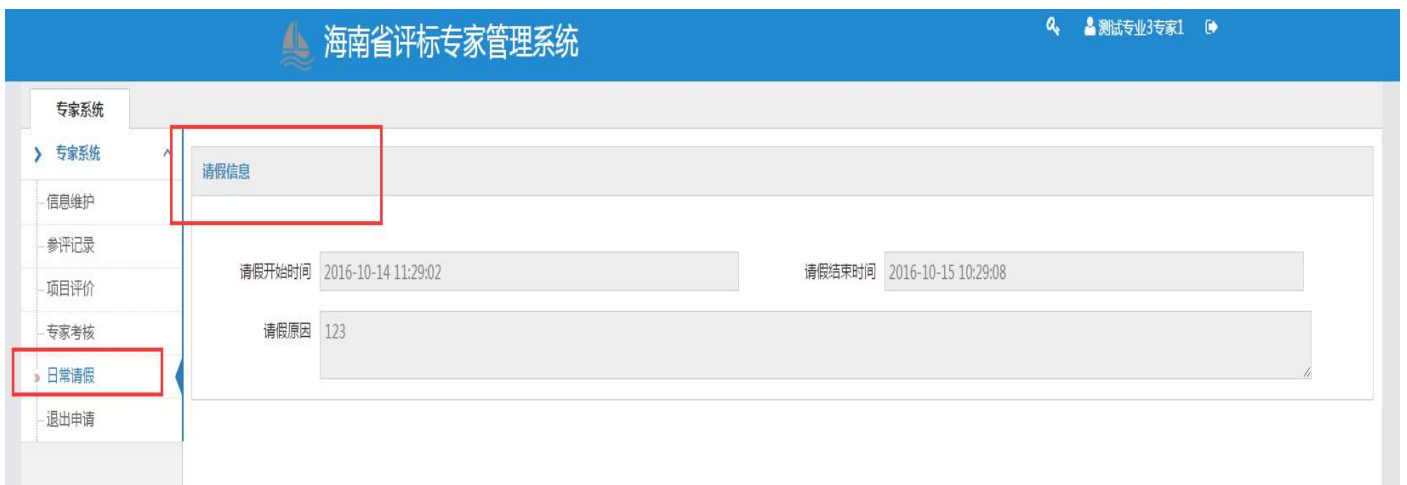 海南省评标专家管理系统
测试专业3专家1
专家系统
专家系统
信息维护
参评记录
项目评价
专家考核
日常请假
退出申请
请假信息
请假开始时间 2016-10-14 11:29:02 请假结束时间 2016-10-15 10:29:08
请假原因 123